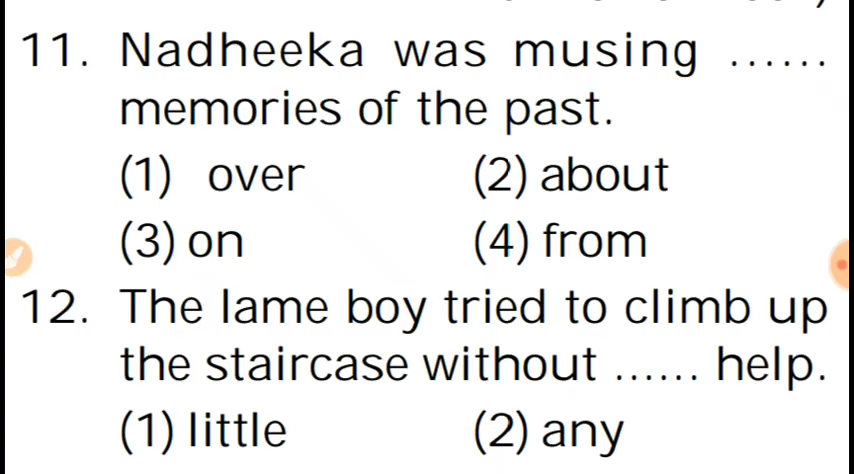 11. Nadheeka was musing ......
memories of the past.
(1) over (2) about
(3) on (4) from
12. The lame boy tried to climb up
the staircase without ...... help.
(1) little (2) any